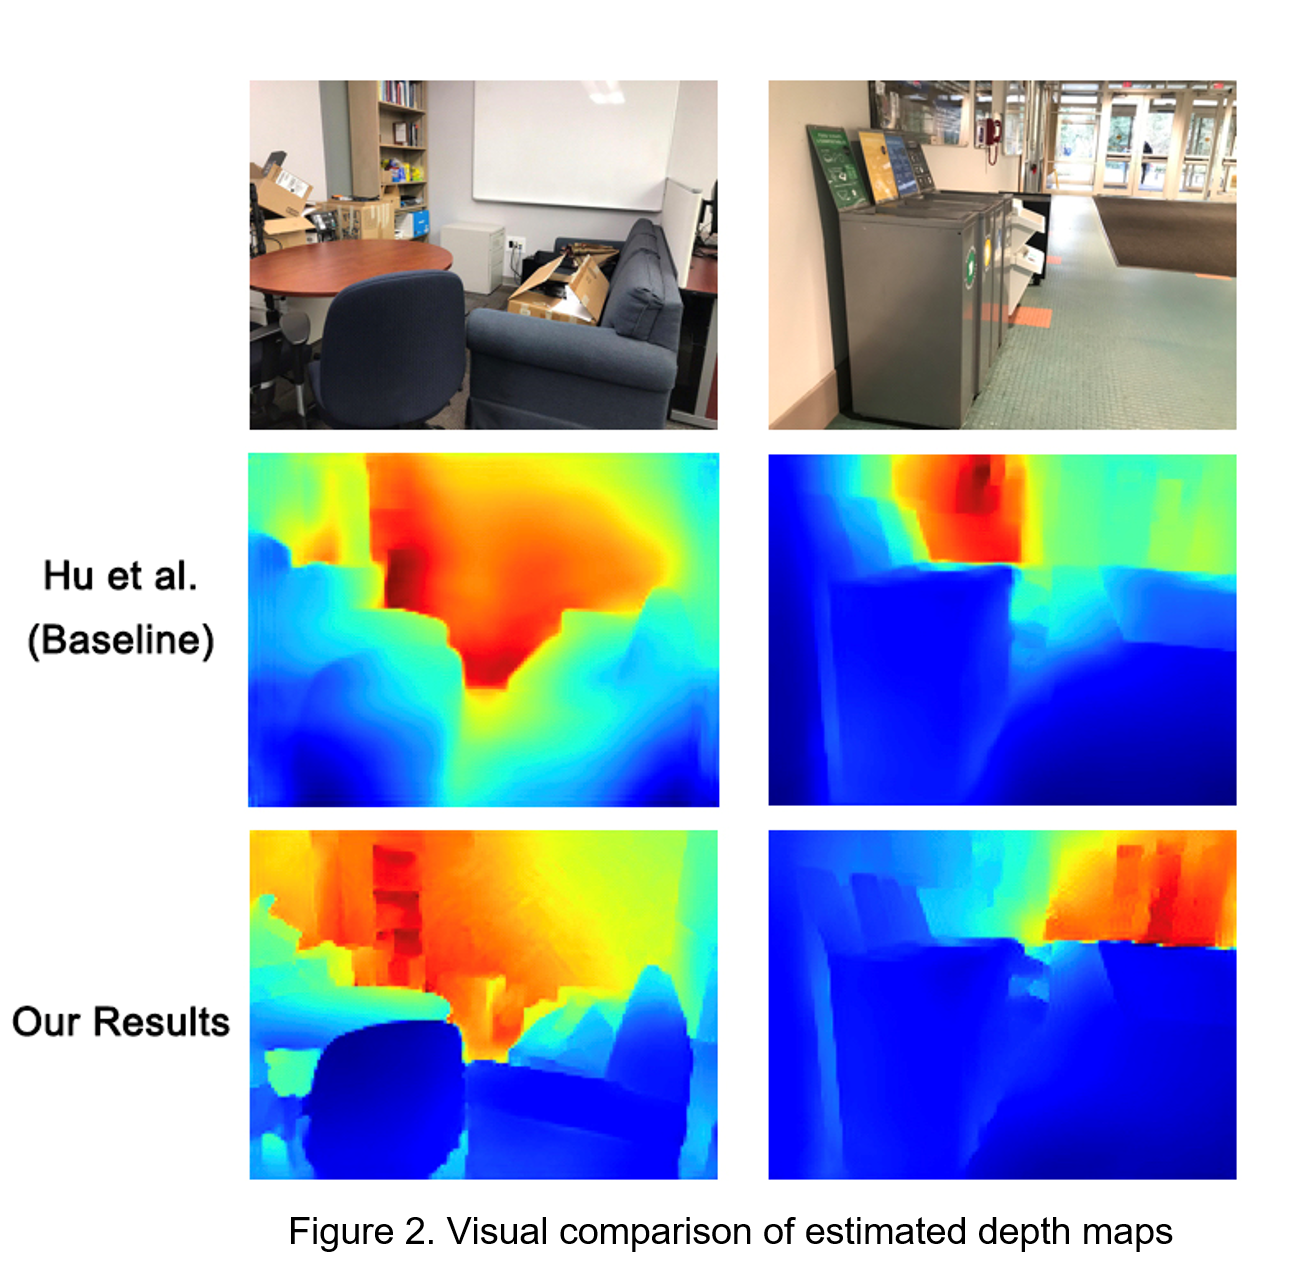 Hu et al.
(Baseline)
Our Results
Figure 2. Visual comparison of estimated depth maps